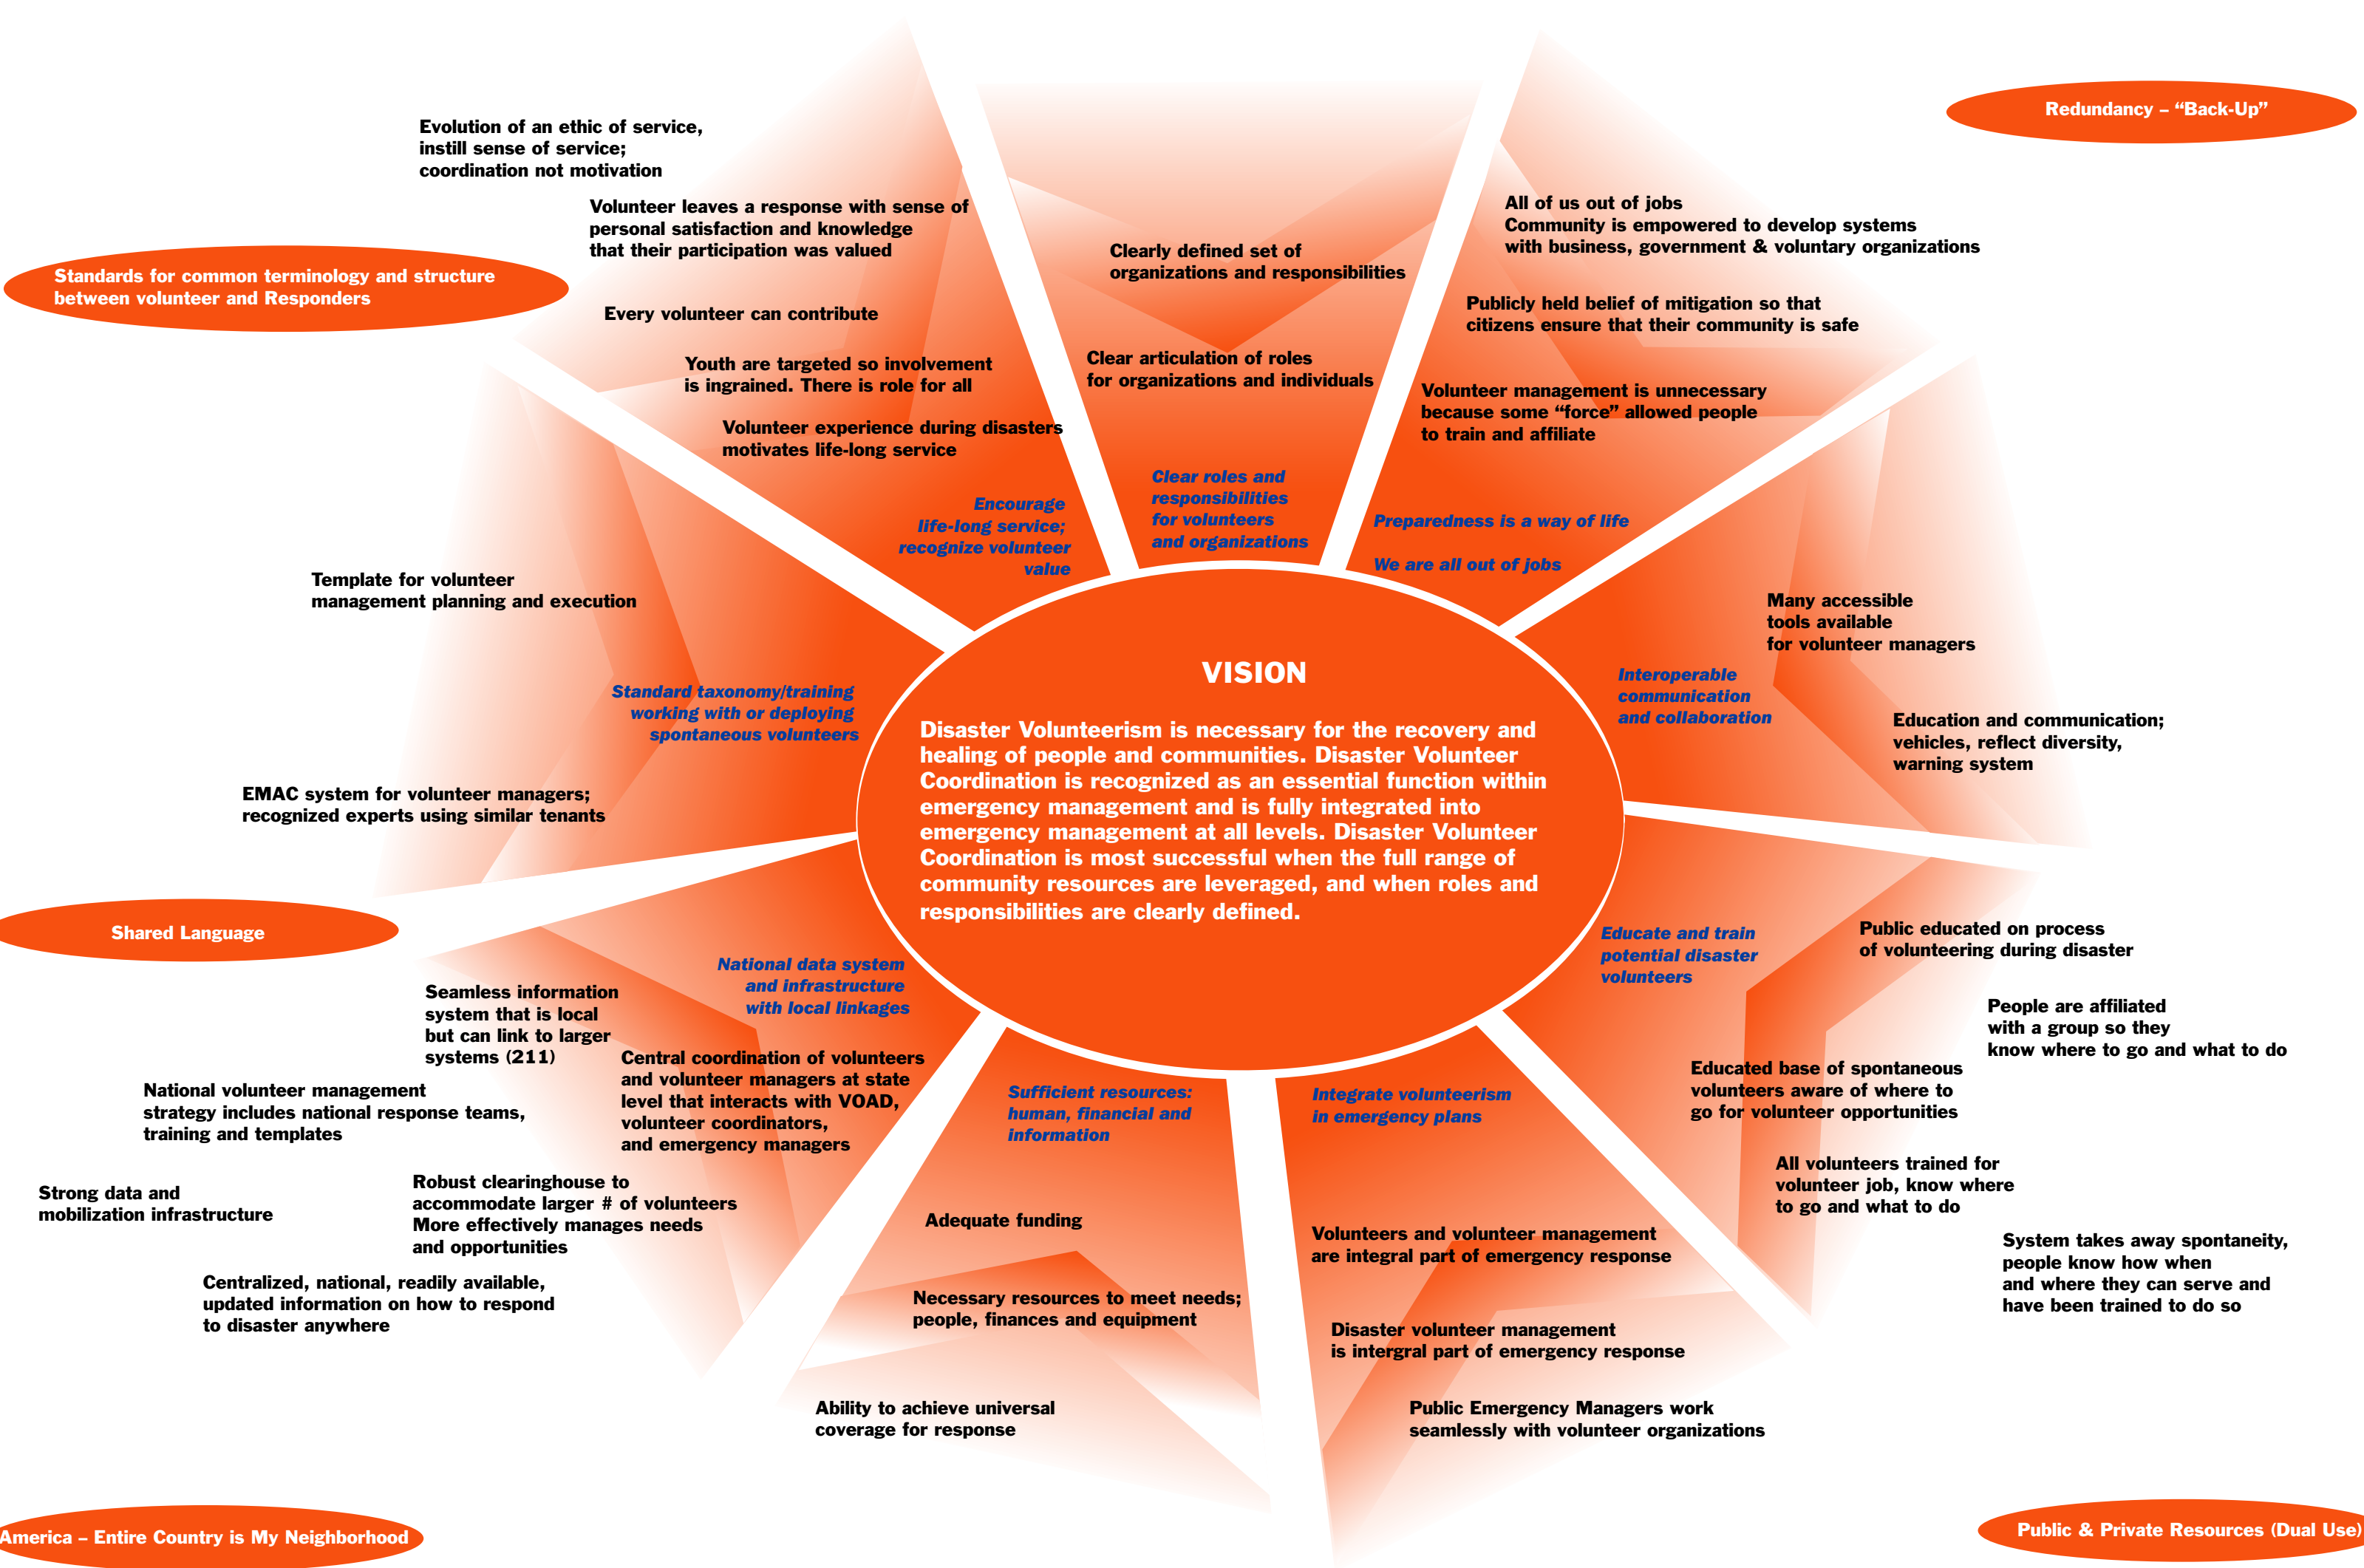 Redundancy – “Back-Up”
Evolution of an ethic of service,
instill sense of service;
coordination not motivation
Volunteer leaves a response with sense of
personal satisfaction and knowledge
that their participation was valued
Standards for common terminology and structure
between volunteer and Responders
Every volunteer can contribute
Youth are targeted so involvement
is ingrained. There is role for all
Volunteer experience during disasters
motivates life-long service
Encourage
life-long service;
recognize volunteer
value
Clearly defined set of
organizations and responsibilities
Clear articulation of roles
for organizations and individuals
Clear roles and
responsibilities
for volunteers
and organizations
All of us out of jobs
Community is empowered to develop systems
with business, government & voluntary organizations
Publicly held belief of mitigation so that
citizens ensure that their community is safe
Volunteer management is unnecessary
because some “force” allowed people
to train and affiliate
Preparedness is a way of life
We are all out of jobs
Template for volunteer
management planning and execution
Standard taxonomy/training
working with or deploying
spontaneous volunteers
EMAC system for volunteer managers;
recognized experts using similar tenants
VISION
Disaster Volunteerism is necessary for the recovery and
healing of people and communities. Disaster Volunteer
Coordination is recognized as an essential function within
emergency management and is fully integrated into
emergency management at all levels. Disaster Volunteer
Coordination is most successful when the full range of
community resources are leveraged, and when roles and
responsibilities are clearly defined.
Many accessible
tools available
for volunteer managers
Interoperable
communication
and collaboration
Education and communication;
vehicles, reflect diversity,
warning system
Shared Language
National data system
and infrastructure
with local linkages
Seamless information
system that is local
but can link to larger
systems (211)
Central coordination of volunteers
and volunteer managers at state
level that interacts with VOAD,
volunteer coordinators,
and emergency managers
National volunteer management
strategy includes national response teams,
training and templates
Strong data and
mobilization infrastructure
Robust clearinghouse to
accommodate larger # of volunteers
More effectively manages needs
and opportunities
Centralized, national, readily available,
updated information on how to respond
to disaster anywhere
Sufficient resources:
human, financial and
information
Adequate funding
Necessary resources to meet needs;
people, finances and equipment
Ability to achieve universal
coverage for response
Integrate volunteerism
in emergency plans
Volunteers and volunteer management
are integral part of emergency response
Disaster volunteer management
is intergral part of emergency response
Public Emergency Managers work
seamlessly with volunteer organizations
Educate and train
potential disaster
volunteers
Public educated on process
of volunteering during disaster
People are affiliated
with a group so they
know where to go and what to do
Educated base of spontaneous
volunteers aware of where to
go for volunteer opportunities
All volunteers trained for
volunteer job, know where
to go and what to do
System takes away spontaneity,
people know how when
and where they can serve and
have been trained to do so
America – Entire Country is My Neighborhood
Public & Private Resources (Dual Use)